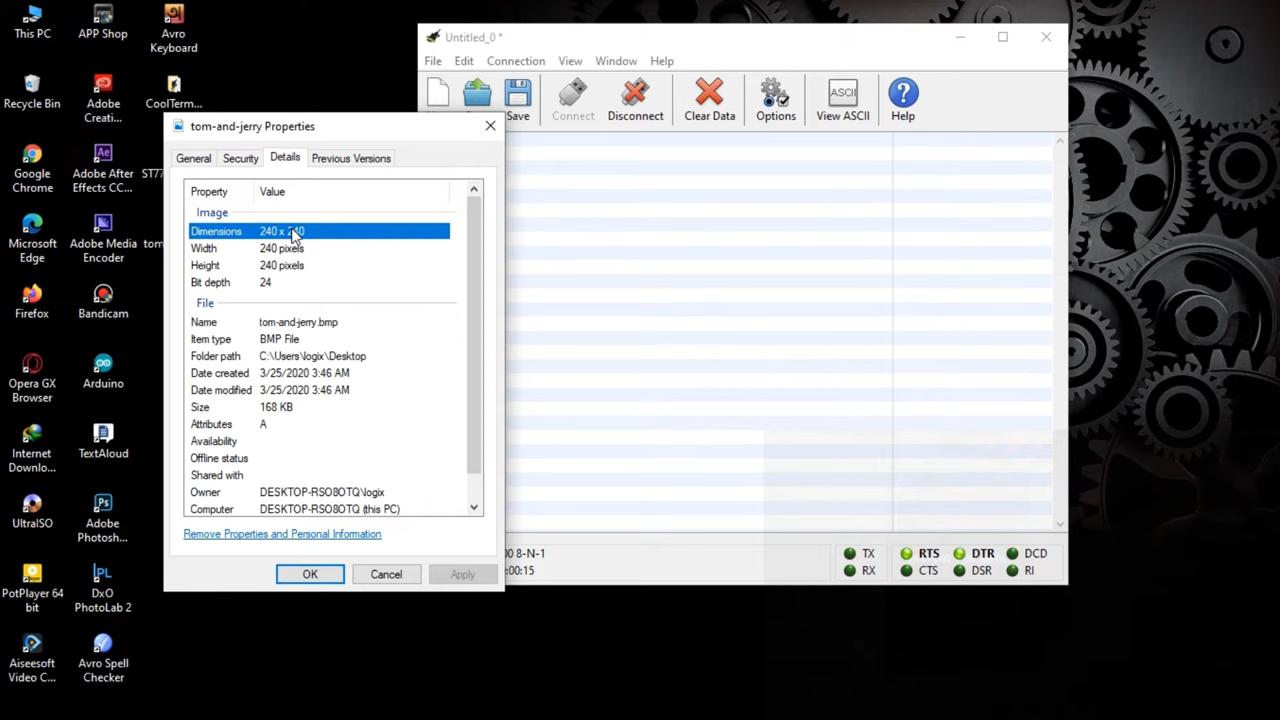 This PC
APP Shop
Avro
Keyboard
Recycle Bin
Adobe
Creati...
CoolTerm...
Google
Chrome
Adobe After
Effects CC...
ST77
Microsoft
Edge
Adobe Media
Encoder
tom
Firefox
Bandicam
Opera GX
Browser
Arduino
Internet
Downlo...
TextAloud
UltraISO
Adobe
Photosh...
PotPlayer 64
bit
DxO
PhotoLab 2
Aiseesoft
Video C...
Avro Spell
Checker
Untitled_0 *
File Edit Connection View Window Help
Save Connect Disconnect Clear Data Options View ASCII Help
ASCII
tom-and-jerry Properties
General Security Details Previous Versions
Property Value
Image
Dimensions 240 x 240
Width 240 pixels
Height 240 pixels
Bit depth 24
File
Name tom-and-jerry.bmp
Item type BMP File
Folder path C:\Users\logix\Desktop
Date created 3/25/2020 3:46 AM
Date modified 3/25/2020 3:46 AM
Size 168 KB
Attributes A
Availability
Offline status
Shared with
Owner DESKTOP-RSO8OTQ\logix
Computer DESKTOP-RSO8OTQ (this PC)
Remove Properties and Personal Information
OK Cancel Apply
00 8-N-1
:00:15
TX RTS DTR DCD
RX CTS DSR RI
Ae
Ps
PL